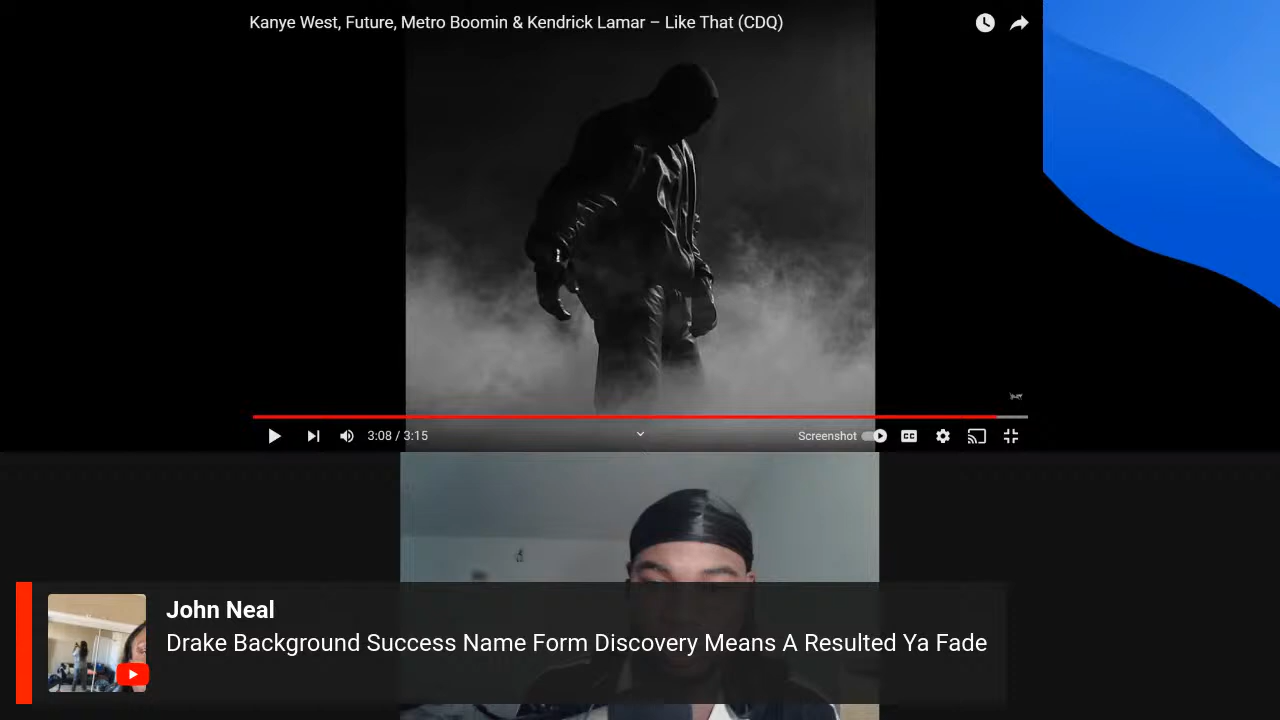 Kanye West, Future, Metro Boomin & Kendrick Lamar – Like That (CDQ)
3:08 / 3:15
Screenshot
CC
John Neal
Drake Background Success Name Form Discovery Means A Resulted Ya Fade